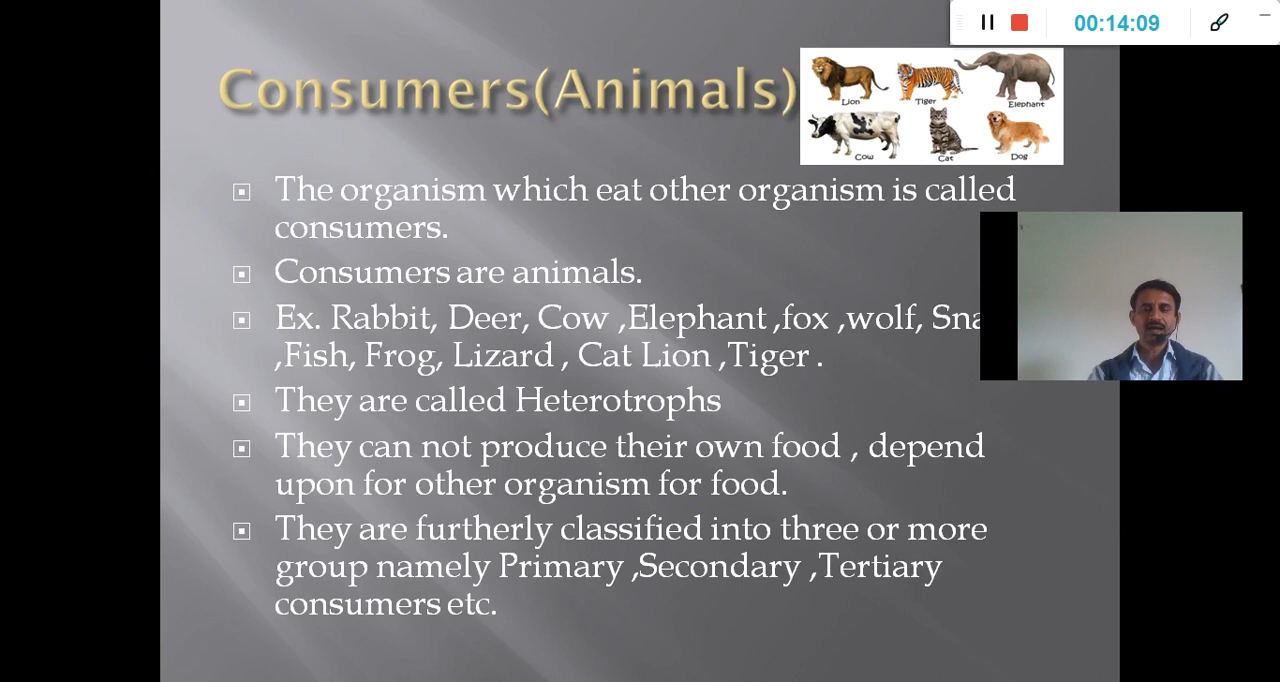 00:14:09
Consumers(Animals)
Lion
Tiger
Elephant
Cow
Cat
Dog
The organism which eat other organism is called
consumers.
Consumers are animals.
Ex. Rabbit, Deer, Cow ,Elephant ,fox ,wolf,
,Fish, Frog, Lizard , Cat Lion ,Tiger .
They are called Heterotrophs
They can not produce their own food , depend
upon for other organism for food.
They are furtherly classified into three or more
group namely Primary ,Secondary ,Tertiary
consumers etc.